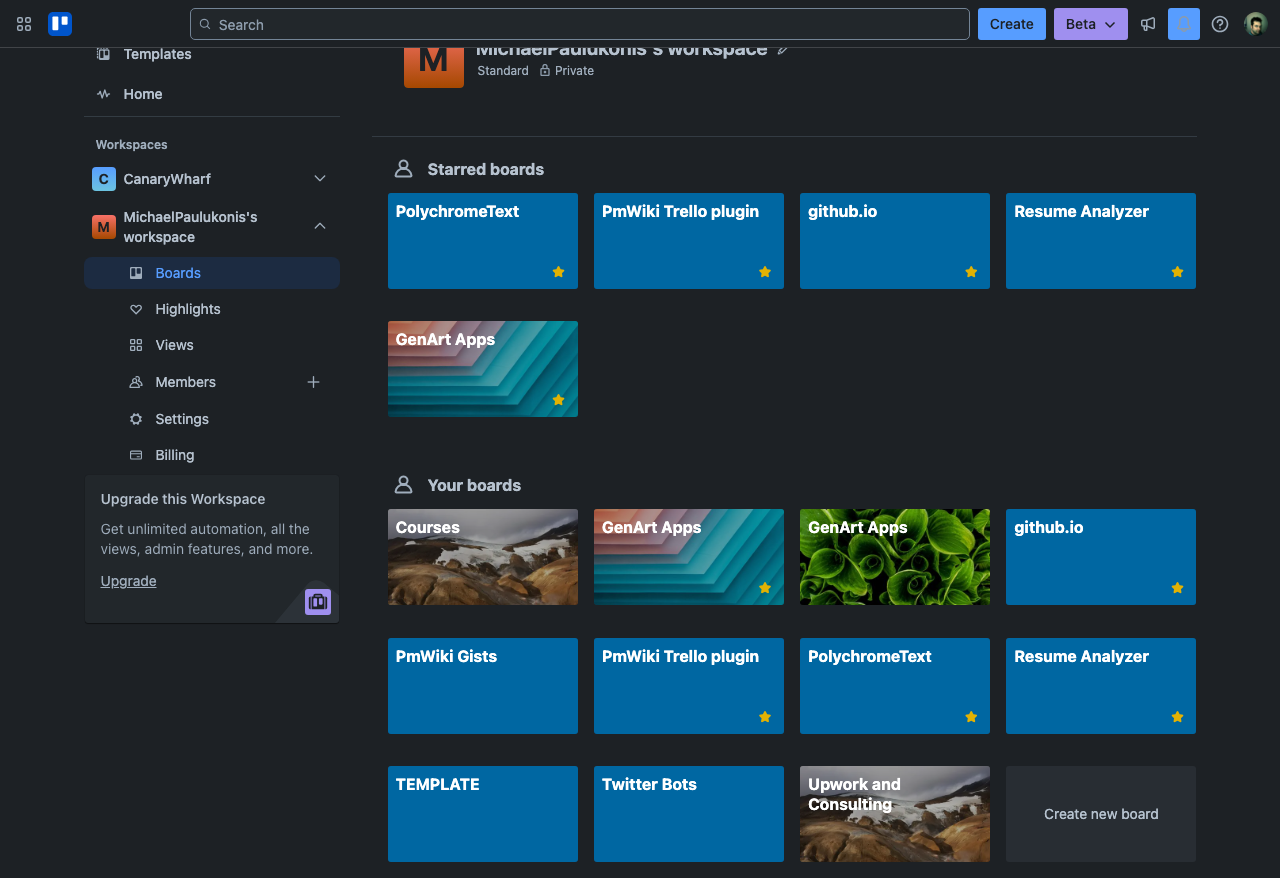 Search
Create
Beta
Templates
Home
Workspaces
C
CanaryWharf
M
MichaelPaulukonis's
workspace
Boards
Highlights
Views
Members
Settings
Billing
Upgrade this Workspace
Get unlimited automation, all the
views, admin features, and more.
Upgrade
M
MichaelPaulukonis's workspace
Standard
Private
Starred boards
PolychromeText
PmWiki Trello plugin
github.io
Resume Analyzer
GenArt Apps
Your boards
Courses
GenArt Apps
GenArt Apps
github.io
PmWiki Gists
PmWiki Trello plugin
PolychromeText
Resume Analyzer
TEMPLATE
Twitter Bots
Upwork and
Consulting
Create new board